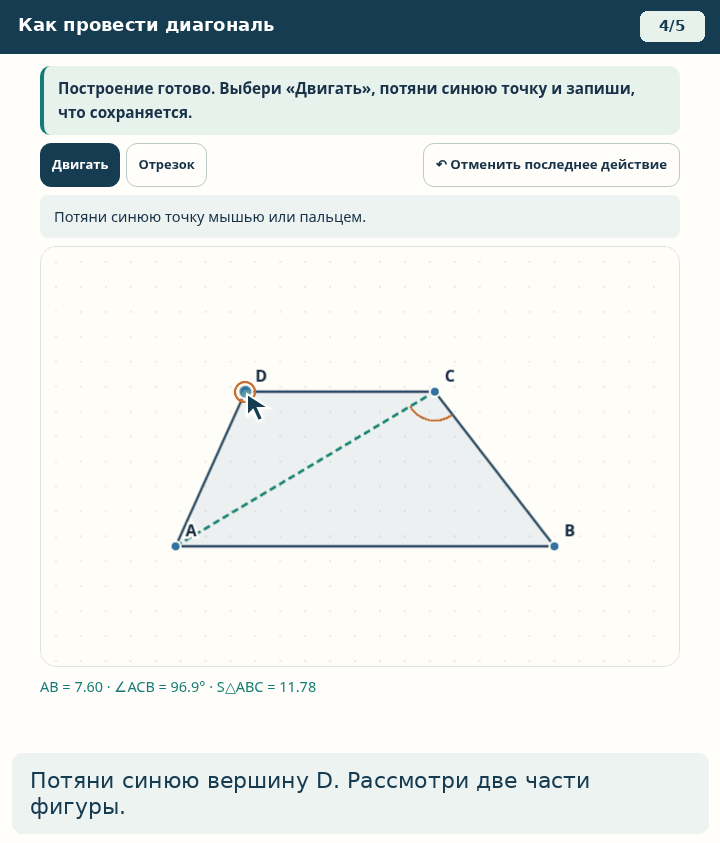 Как провести диагональ
4/5
Построение готово. Выбери «Двигать», потяни синюю точку и запиши,
что сохраняется.
Двигать
Отрезок
↶ Отменить последнее действие
Потяни синюю точку мышью или пальцем.
D
C
A
B
AB = 7.60 · ∠ACB = 96.9° · S△ABC = 11.78
Потяни синюю вершину D. Рассмотри две части
фигуры.